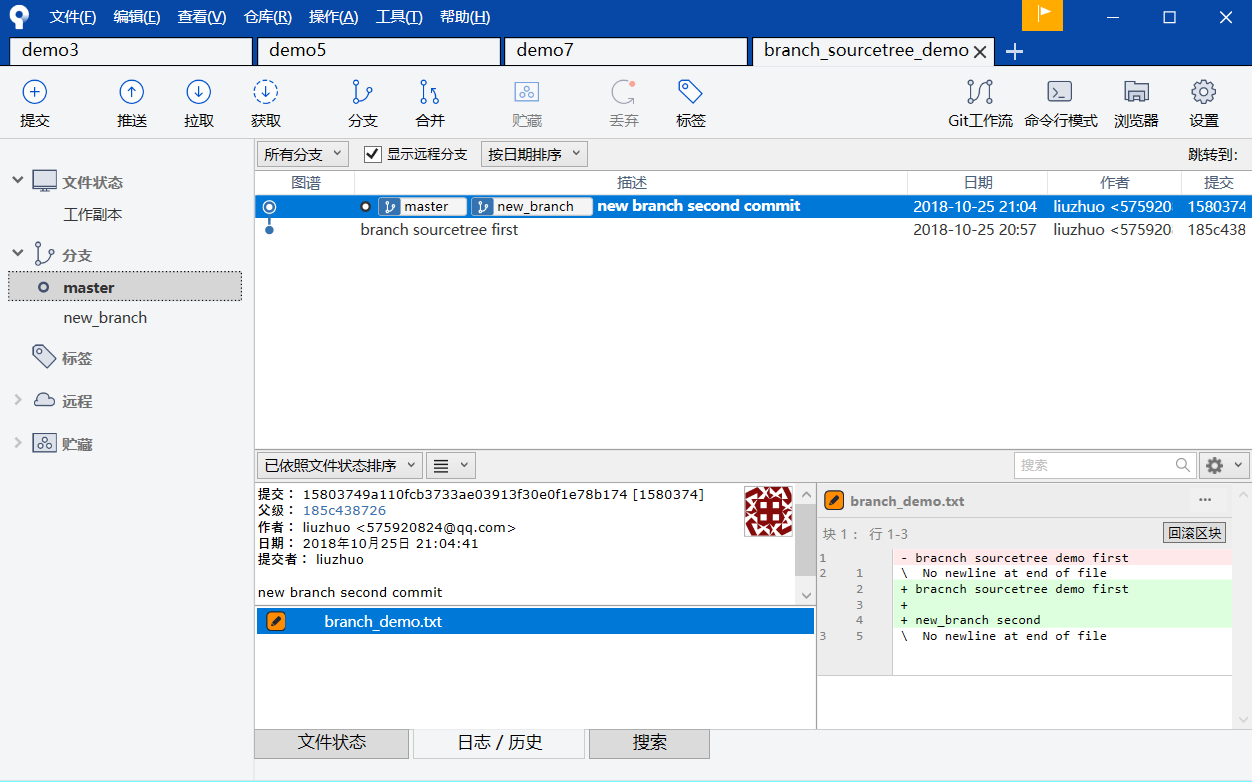 文件(F) 编辑(E) 查看(V) 仓库(R) 操作(A) 工具(T) 帮助(H)
demo3 demo5 demo7 branch_sourcetree_demo
提交 推送 拉取 获取 分支 合并 贮藏 丢弃 标签 Git工作流 命令行模式 浏览器 设置
所有分支 显示远程分支 按日期排序 跳转到:
图谱 描述 日期 作者 提交
master new_branch new branch second commit 2018-10-25 21:04 liuzhuo <575920 1580374
branch sourcetree first 2018-10-25 20:57 liuzhuo <575920 185c438
文件状态
工作副本
分支
master
new_branch
标签
远程
贮藏
已依照文件状态排序 搜索
提交： 15803749a110fcb3733ae03913f30e0f1e78b174 [1580374]
父级： 185c438726
作者： liuzhuo <575920824@qq.com>
日期： 2018年10月25日 21:04:41
提交者： liuzhuo
new branch second commit
branch_demo.txt
branch_demo.txt ···
块 1： 行 1-3 回滚区块
1 - bracnch sourcetree demo first
2 1 \ No newline at end of file
2 + bracnch sourcetree demo first
3 +
4 + new_branch second
3 5 \ No newline at end of file
文件状态 日志 / 历史 搜索